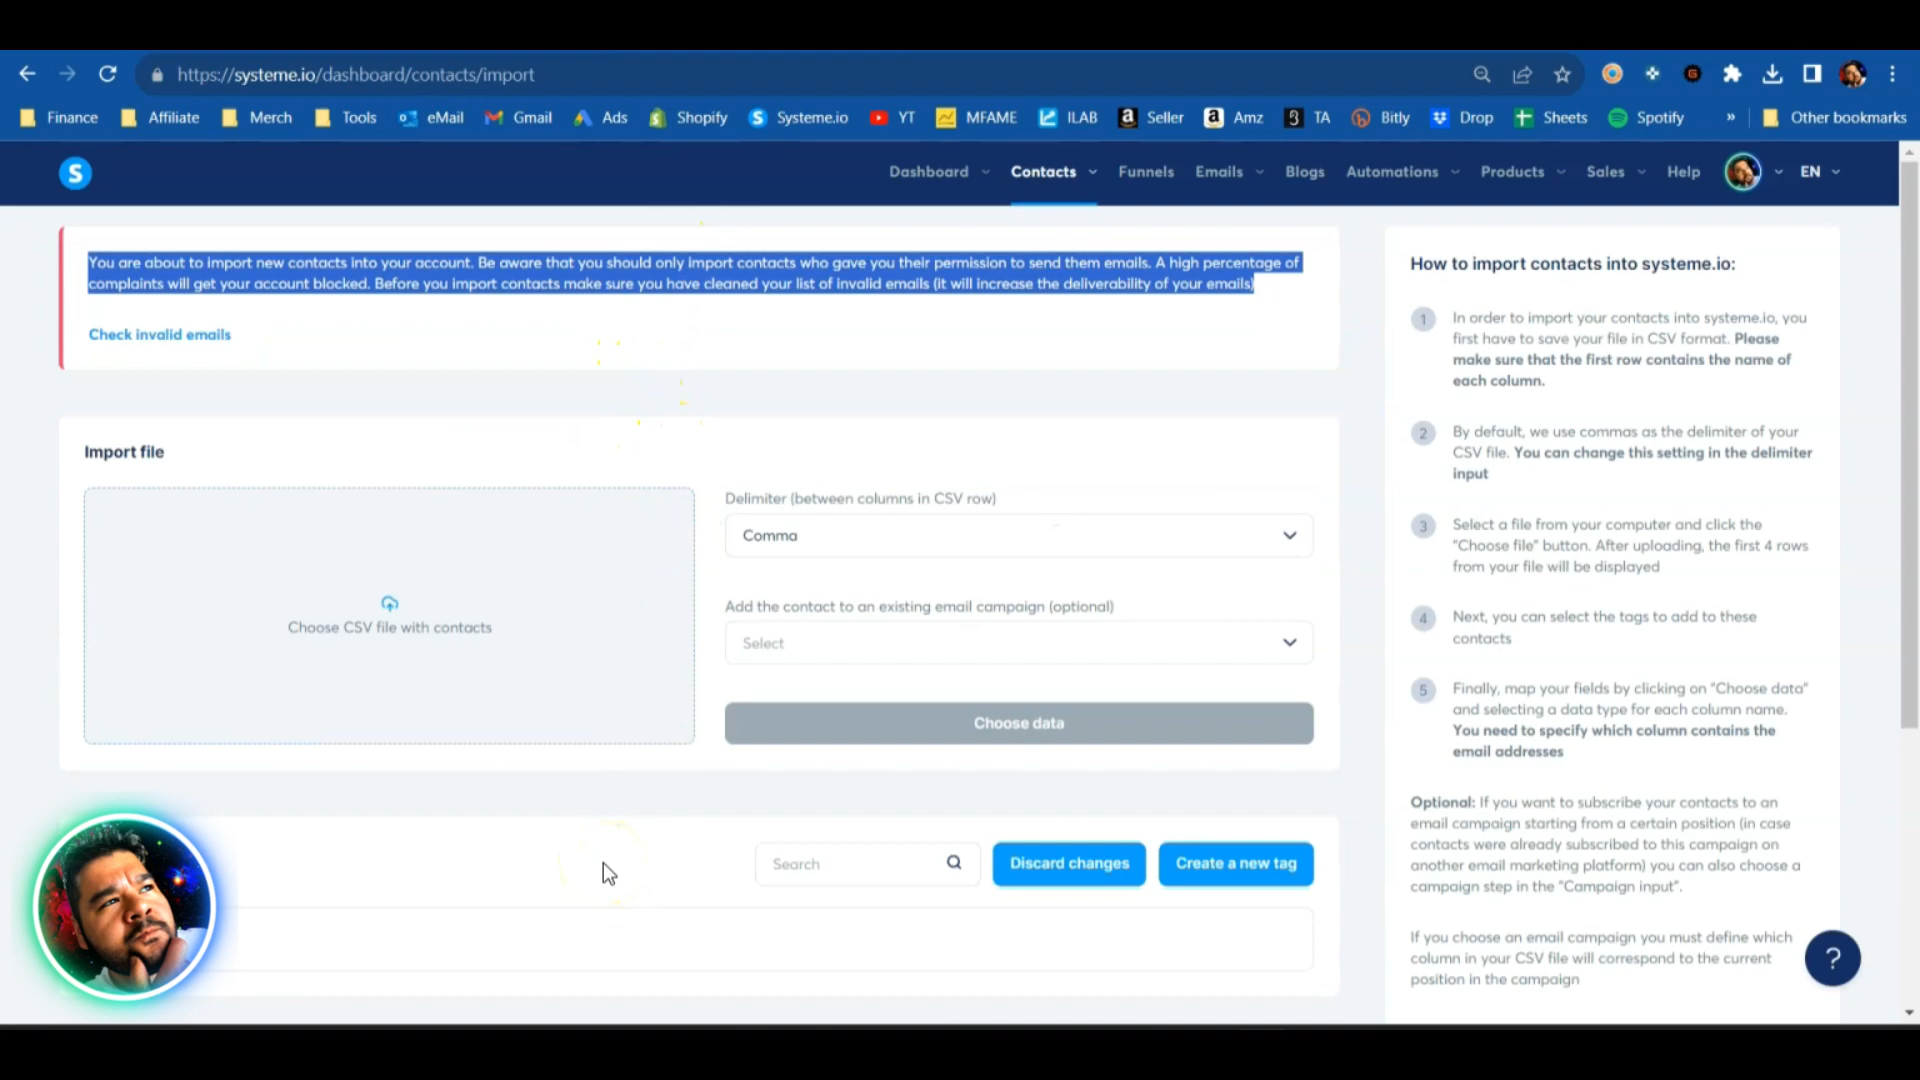 https://systeme.io/dashboard/contacts/import
Finance
Affiliate
Merch
Tools
eMail
Gmail
Ads
Shopify
Systeme.io
YT
MFAME
ILAB
Seller
Amz
TA
Bitly
Drop
Sheets
Spotify
»
Other bookmarks
S
Dashboard
Contacts
Funnels
Emails
Blogs
Automations
Products
Sales
Help
EN
You are about to import new contacts into your account. Be aware that you should only import contacts who gave you their permission to send them emails. A high percentage of
complaints will get your account blocked. Before you import contacts make sure you have cleaned your list of invalid emails (it will increase the deliverability of your emails)
Check invalid emails
Import file
Choose CSV file with contacts
Delimiter (between columns in CSV row)
Comma
Add the contact to an existing email campaign (optional)
Select
Choose data
Search
Discard changes
Create a new tag
How to import contacts into systeme.io:
1
In order to import your contacts into systeme.io, you
first have to save your file in CSV format. Please
make sure that the first row contains the name of
each column.
2
By default, we use commas as the delimiter of your
CSV file. You can change this setting in the delimiter
input
3
Select a file from your computer and click the
"Choose file" button. After uploading, the first 4 rows
from your file will be displayed
4
Next, you can select the tags to add to these
contacts
5
Finally, map your fields by clicking on "Choose data"
and selecting a data type for each column name.
You need to specify which column contains the
email addresses
Optional: If you want to subscribe your contacts to an
email campaign starting from a certain position (in case
contacts were already subscribed to this campaign on
another email marketing platform) you can also choose a
campaign step in the "Campaign input".
If you choose an email campaign you must define which
column in your CSV file will correspond to the current
position in the campaign
?